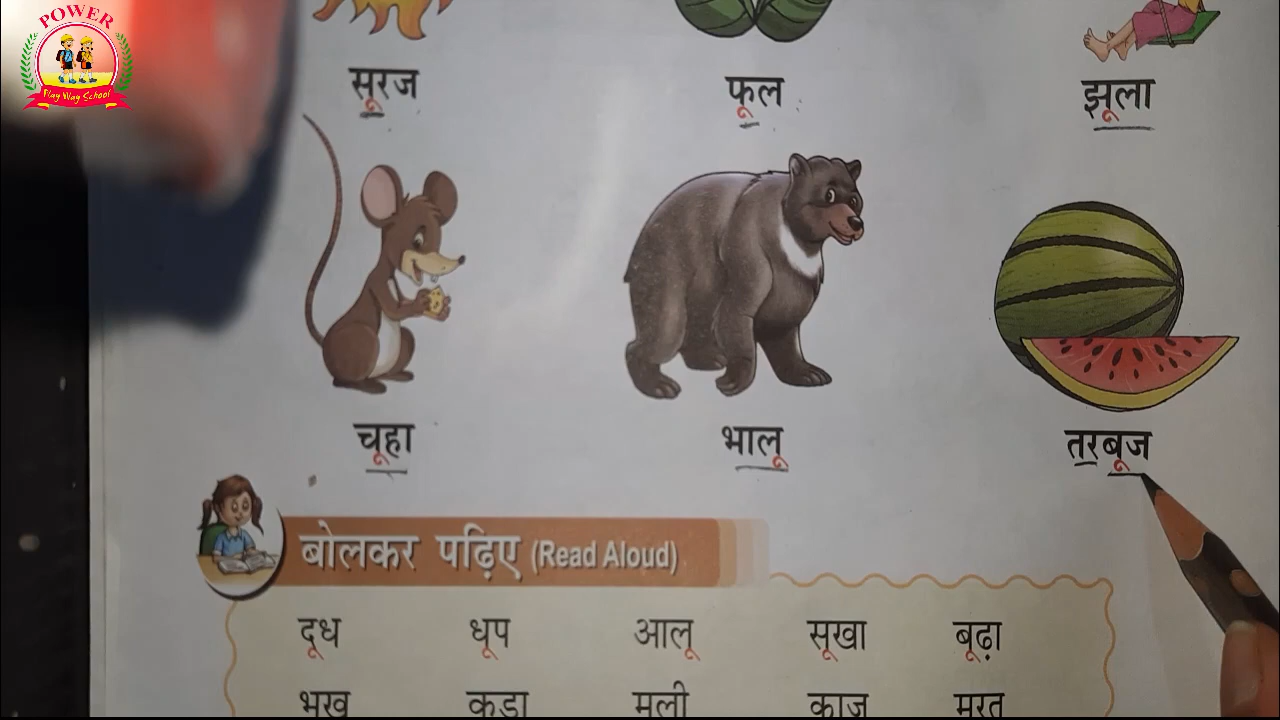 POWER
Play Way School
सूरज फूल झूला
चूहा भालू तरबूज
बोलकर पढ़िए (Read Aloud)
दूध धूप आलू सूखा बूढ़ा